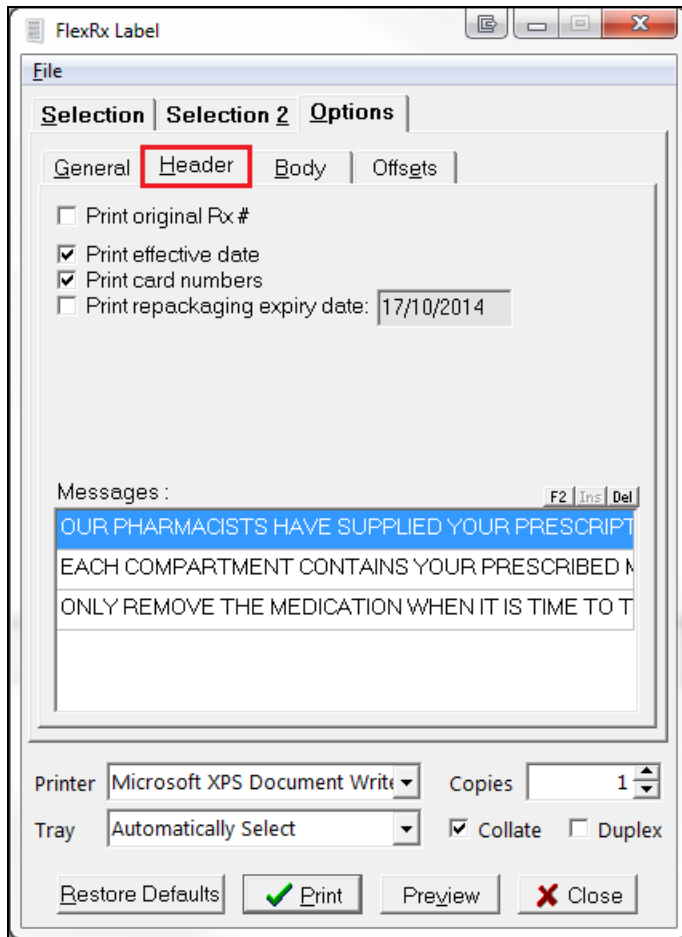 FlexRx Label
File
Selection Selection 2 Options
General Header Body Offsets
Print original Rx #
Print effective date
Print card numbers
Print repackaging expiry date: 17/10/2014
Messages :
F2 Ins Del
OUR PHARMACISTS HAVE SUPPLIED YOUR PRESCRIPT
EACH COMPARTMENT CONTAINS YOUR PRESCRIBED M
ONLY REMOVE THE MEDICATION WHEN IT IS TIME TO T
Printer Microsoft XPS Document Write Copies 1
Tray Automatically Select Collate Duplex
Restore Defaults Print Preview Close